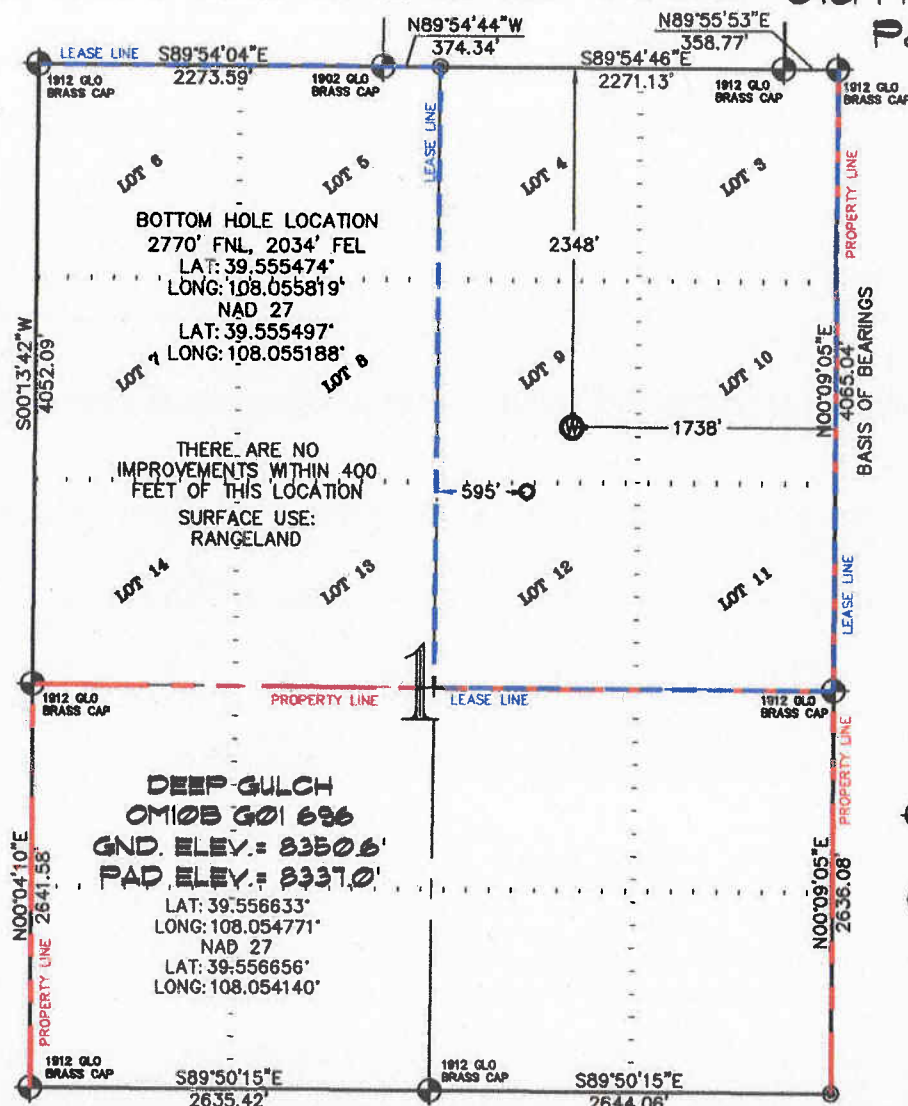 N89°54'44"W
374.34'
N89°55'53"E
358.77'
LEASE LINE
S89°54'04"E
2273.59'
S89°54'46"E
2271.13'
1912 GLO
BRASS CAP
1902 GLO
BRASS CAP
1912 GLO
BRASS CAP
1912 GLO
BRASS CAP
LOT 6
LOT 5
LEASE LINE
LOT 4
LOT 3
PROPERTY LINE
BOTTOM HOLE LOCATION
2770' FNL, 2034' FEL
LAT: 39.555474°
LONG: 108.055819°
NAD 27
LAT: 39.555497°
LONG: 108.055188°
2348'
S00°13'42"W
4052.09'
LOT 7
LOT 8
LOT 9
LOT 10
N00°09'05"E
4065.04'
BASIS OF BEARINGS
W
1738'
THERE ARE NO
IMPROVEMENTS WITHIN 400
FEET OF THIS LOCATION
SURFACE USE:
RANGELAND
595'
LOT 14
LOT 13
LOT 12
LOT 11
LEASE LINE
1912 GLO
BRASS CAP
PROPERTY LINE
1
LEASE LINE
1912 GLO
BRASS CAP
PROPERTY LINE
DEEP GULCH
OM10B G01 696
GND. ELEV.= 8350.6'
PAD ELEV.= 8337.0'
LAT: 39.556633°
LONG: 108.054771°
NAD 27
LAT: 39.556656°
LONG: 108.054140°
N00°04'10"E
2641.58'
PROPERTY LINE
N00°09'05"E
2636.08'
1912 GLO
BRASS CAP
1912 GLO
BRASS CAP
S89°50'15"E
2635.42'
S89°50'15"E
2644.06'